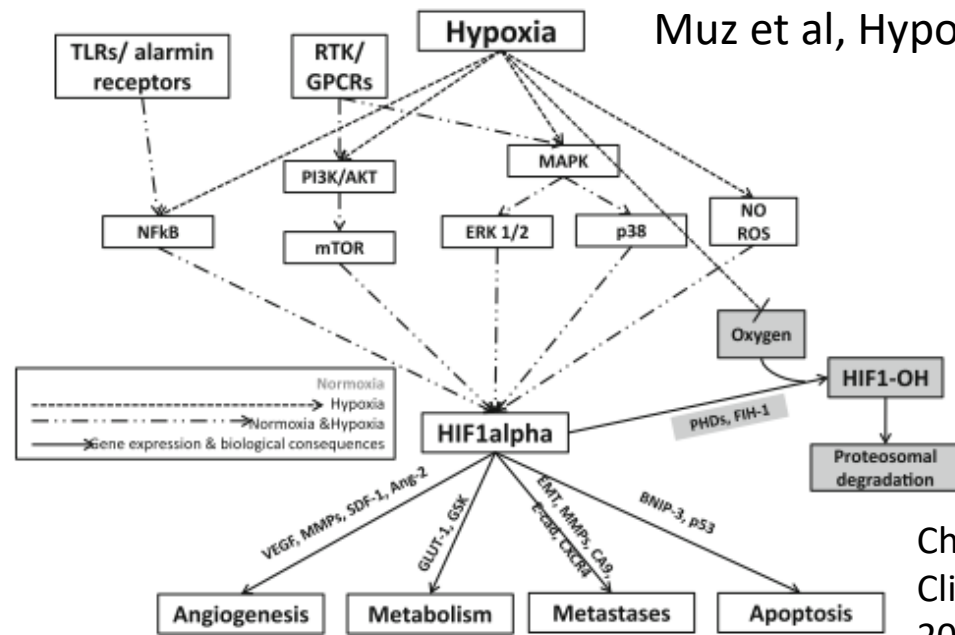 Muz et al, Hypo
Hypoxia
TLRs/ alarmin
receptors
RTK/
GPCRs
PI3K/AKT
MAPK
NFkB
mTOR
ERK 1/2
p38
NO
ROS
Oxygen
HIF1-OH
PHDs, FIH-1
Proteosomal
degradation
Normoxia
Hypoxia
Normoxia &Hypoxia
Gene expression & biological consequences
HIF1alpha
VEGF, MMPs, SDF-1, Ang-2
GLUT-1, GSK
EMT, MMPs, CA9,
E-cad, CXCR4
BNIP-3, p53
Angiogenesis
Metabolism
Metastases
Apoptosis
Ch
Cli